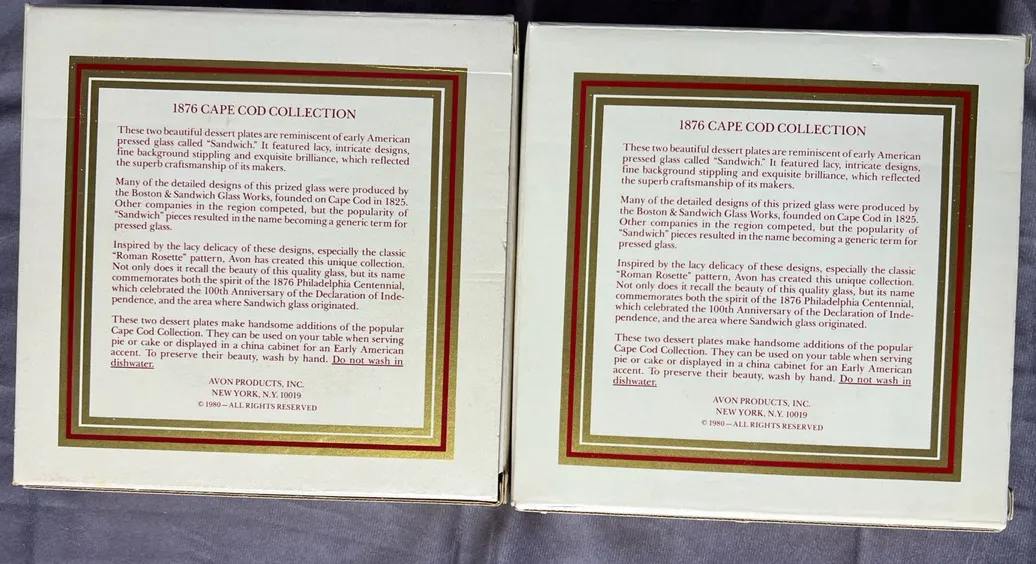 1876 CAPE COD COLLECTION
These two beautiful dessert plates are reminiscent of early American
pressed glass called "Sandwich." It featured lacy, intricate designs,
fine background stippling and exquisite brilliance, which reflected
the superb craftsmanship of its makers.
Many of the detailed designs of this prized glass were produced by
the Boston & Sandwich Glass Works, founded on Cape Cod in 1825.
Other companies in the region competed, but the popularity of
"Sandwich" pieces resulted in the name becoming a generic term for
pressed glass.
Inspired by the lacy delicacy of these designs, especially the classic
"Roman Rosette" pattern, Avon has created this unique collection.
Not only does it recall the beauty of this quality glass, but its name
commemorates both the spirit of the 1876 Philadelphia Centennial,
which celebrated the 100th Anniversary of the Declaration of Inde-
pendence, and the area where Sandwich glass originated.
These two dessert plates make handsome additions of the popular
Cape Cod Collection. They can be used on your table when serving
pie or cake or displayed in a china cabinet for an Early American
accent. To preserve their beauty, wash by hand. Do not wash in
dishwater.
AVON PRODUCTS, INC.
NEW YORK, N.Y. 10019
© 1980—ALL RIGHTS RESERVED
1876 CAPE COD COLLECTION
These two beautiful dessert plates are reminiscent of early American
pressed glass called "Sandwich." It featured lacy, intricate designs,
fine background stippling and exquisite brilliance, which reflected
the superb craftsmanship of its makers.
Many of the detailed designs of this prized glass were produced by
the Boston & Sandwich Glass Works, founded on Cape Cod in 1825.
Other companies in the region competed, but the popularity of
"Sandwich" pieces resulted in the name becoming a generic term for
pressed glass.
Inspired by the lacy delicacy of these designs, especially the classic
"Roman Rosette" pattern, Avon has created this unique collection.
Not only does it recall the beauty of this quality glass, but its name
commemorates both the spirit of the 1876 Philadelphia Centennial,
which celebrated the 100th Anniversary of the Declaration of Inde-
pendence, and the area where Sandwich glass originated.
These two dessert plates make handsome additions of the popular
Cape Cod Collection. They can be used on your table when serving
pie or cake or displayed in a china cabinet for an Early American
accent. To preserve their beauty, wash by hand. Do not wash in
dishwater.
AVON PRODUCTS, INC.
NEW YORK, N.Y. 10019
© 1980—ALL RIGHTS RESERVED